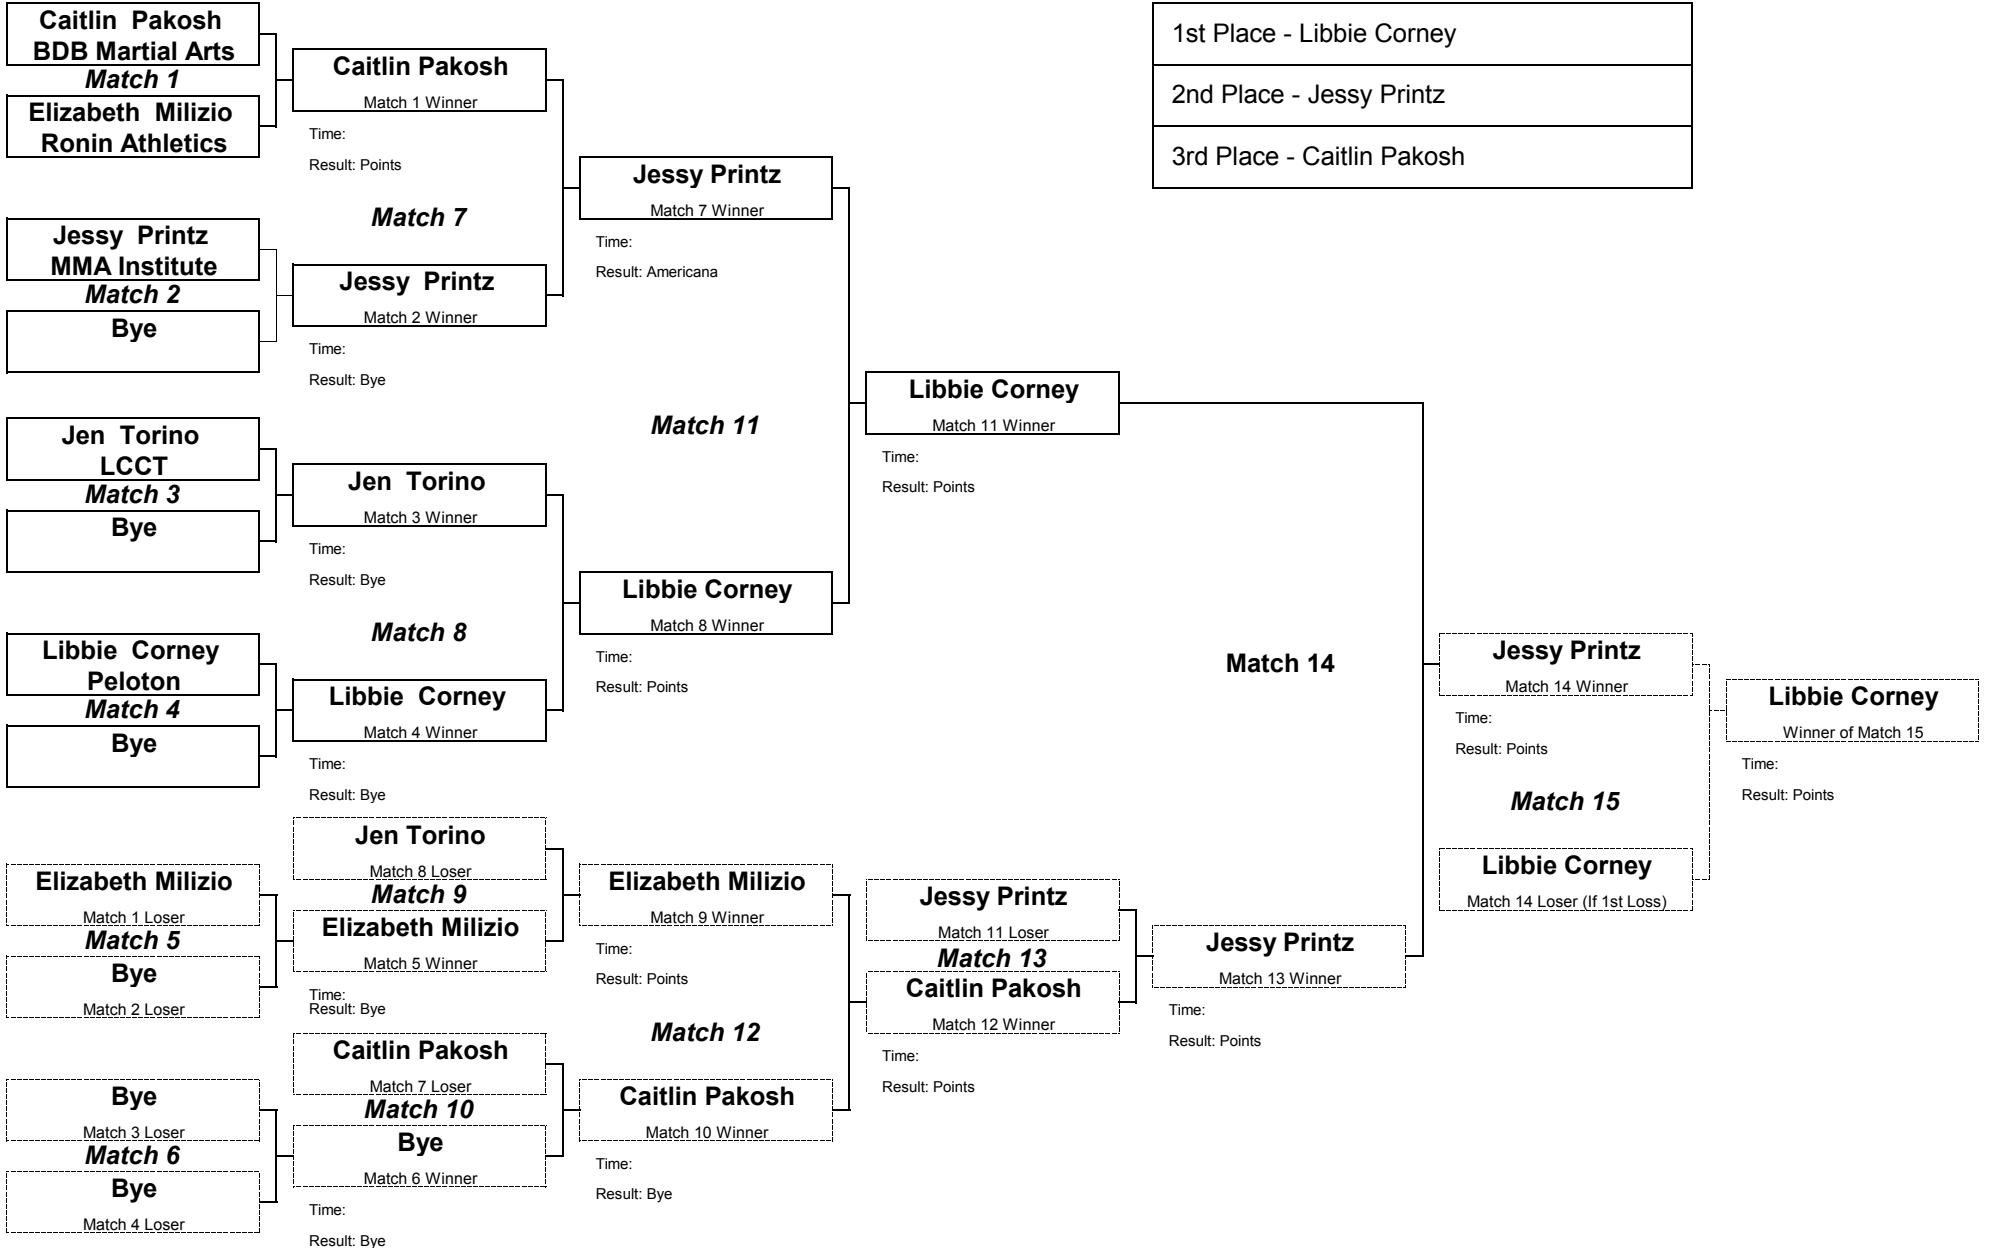 Caitlin Pakosh
BDB Martial Arts
Match 1
Elizabeth Milizio
Ronin Athletics
Jessy Printz
MMA Institute
Match 2
Bye
Jen Torino
LCCT
Match 3
Bye
Libbie Corney
Peloton
Match 4
Bye
Elizabeth Milizio
Match 1 Loser
Match 5
Bye
Match 2 Loser
Bye
Match 3 Loser
Match 6
Bye
Match 4 Loser
Caitlin Pakosh
Match 1 Winner
Time:
Result: Points
Match 7
Jessy Printz
Match 2 Winner
Time:
Result: Bye
Jen Torino
Match 3 Winner
Time:
Result: Bye
Match 8
Libbie Corney
Match 4 Winner
Time:
Result: Bye
Jen Torino
Match 8 Loser
Match 9
Elizabeth Milizio
Match 5 Winner
Time:
Result: Bye
Caitlin Pakosh
Match 7 Loser
Match 10
Bye
Match 6 Winner
Time:
Result: Bye
Jessy Printz
Match 7 Winner
Time:
Result: Americana
Match 11
Libbie Corney
Match 8 Winner
Time:
Result: Points
Elizabeth Milizio
Match 9 Winner
Time:
Result: Points
Match 12
Caitlin Pakosh
Match 10 Winner
Time:
Result: Bye
Libbie Corney
Match 11 Winner
Time:
Result: Points
Jessy Printz
Match 11 Loser
Match 13
Caitlin Pakosh
Match 12 Winner
Time:
Result: Points
1st Place - Libbie Corney
2nd Place - Jessy Printz
3rd Place - Caitlin Pakosh
Match 14
Jessy Printz
Match 13 Winner
Time:
Result: Points
Jessy Printz
Match 14 Winner
Time:
Result: Points
Match 15
Libbie Corney
Match 14 Loser (If 1st Loss)
Libbie Corney
Winner of Match 15
Time:
Result: Points